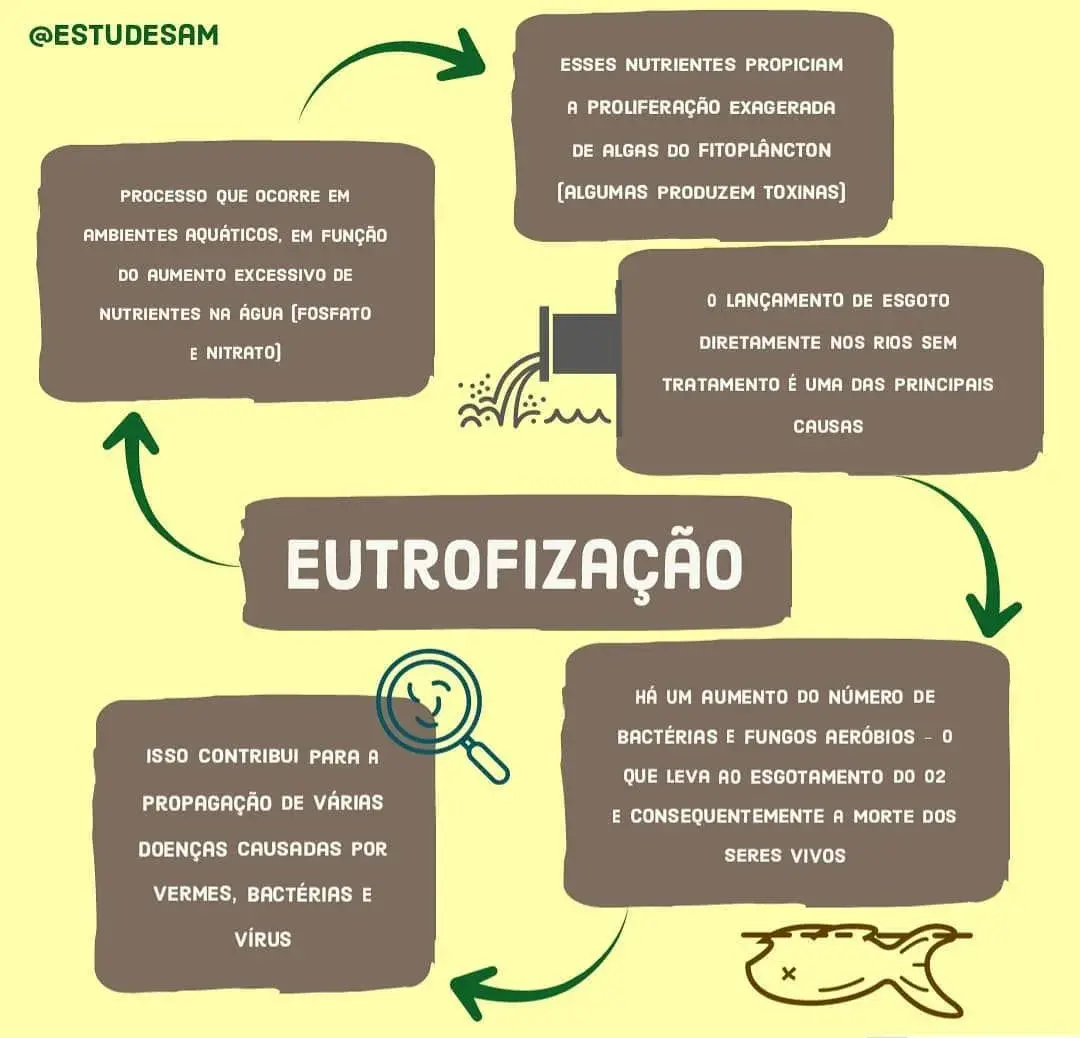 @ESTUDESAM
ESSES NUTRIENTES PROPICIAM
A PROLIFERAÇÃO EXAGERADA
DE ALGAS DO FITOPLÂNCTON
(ALGUMAS PRODUZEM TOXINAS)
PROCESSO QUE OCORRE EM
AMBIENTES AQUÁTICOS, EM FUNÇÃO
DO AUMENTO EXCESSIVO DE
NUTRIENTES NA ÁGUA (FOSFATO
E NITRATO)
O LANÇAMENTO DE ESGOTO
DIRETAMENTE NOS RIOS SEM
TRATAMENTO É UMA DAS PRINCIPAIS
CAUSAS
EUTROFIZAÇÃO
HÁ UM AUMENTO DO NÚMERO DE
BACTÉRIAS E FUNGOS AERÓBIOS - O
QUE LEVA AO ESGOTAMENTO DO O2
E CONSEQUENTEMENTE A MORTE DOS
SERES VIVOS
ISSO CONTRIBUI PARA A
PROPAGAÇÃO DE VÁRIAS
DOENÇAS CAUSADAS POR
VERMES, BACTÉRIAS E
VÍRUS